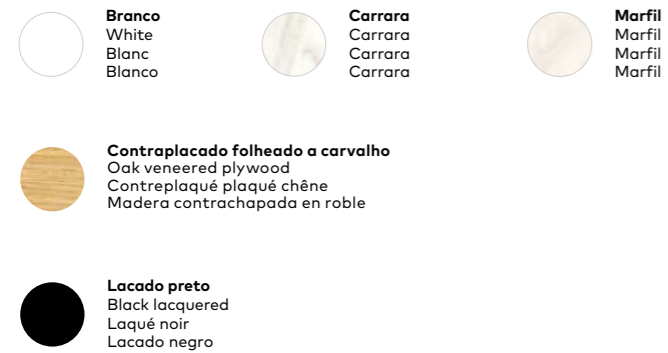 Branco
White
Blanc
Blanco
Carrara
Carrara
Carrara
Carrara
Marfil
Marfil
Marfil
Marfil
Contraplacado folheado a carvalho
Oak veneered plywood
Contreplaqué plaqué chêne
Madera contrachapada en roble
Lacado preto
Black lacquered
Laqué noir
Lacado negro